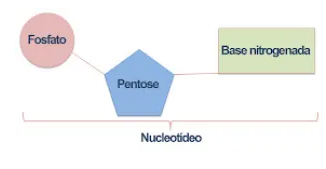 Fosfato
Base nitrogenada
Pentose
Nucleotídeo